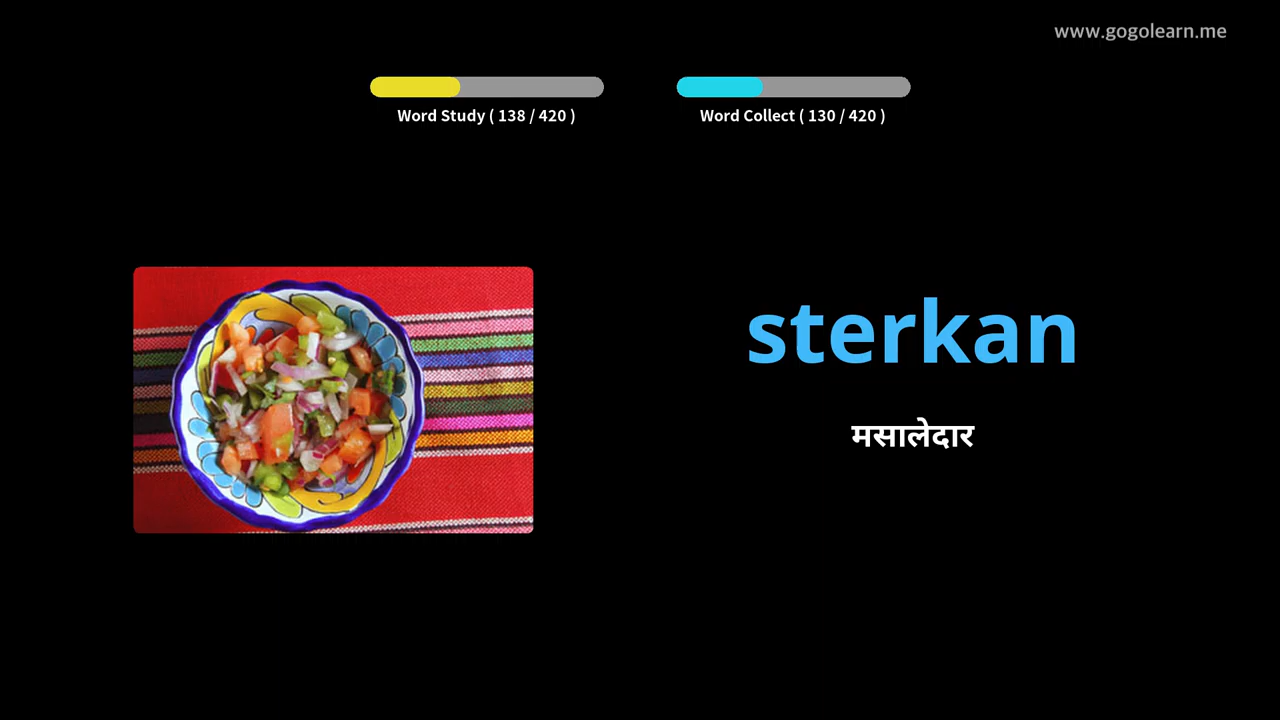 www.gogolearn.me
Word Study ( 138 / 420 )
Word Collect ( 130 / 420 )
sterkan
मसालेदार